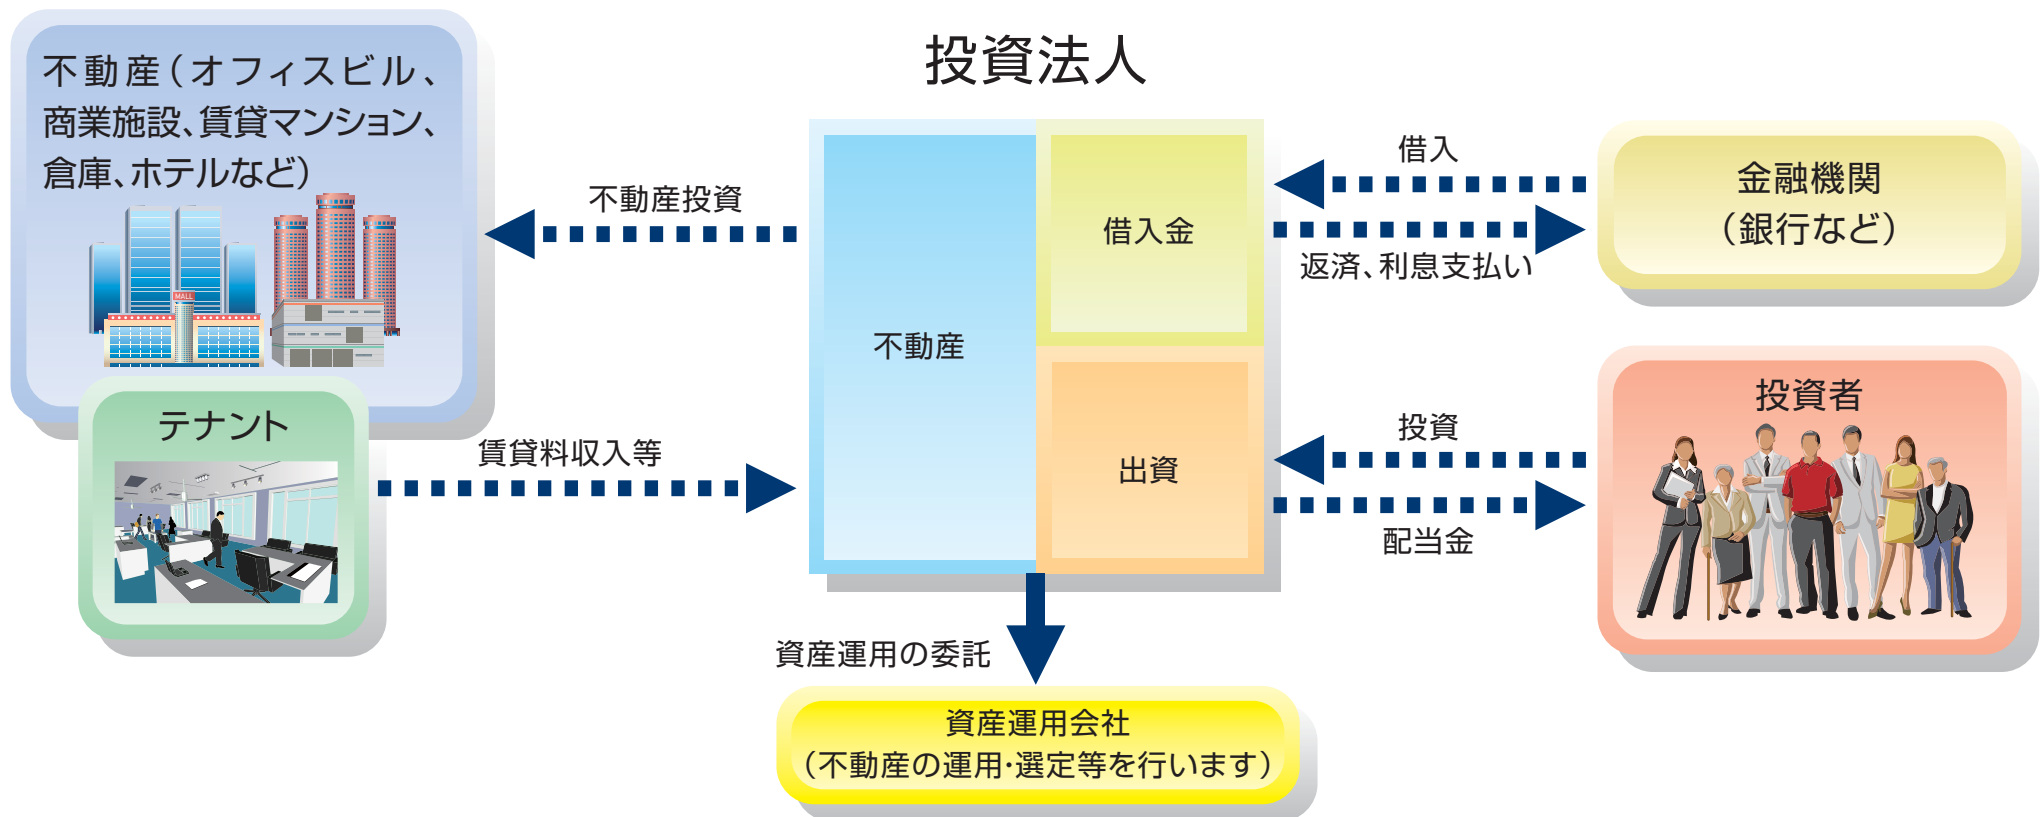 投資法人
不動産(オフィスビル、
商業施設、賃貸マンション、
倉庫、ホテルなど)
MALL
テナント
不動産投資
賃貸料収入等
不動産
借入金
出資
借入
返済、利息支払い
金融機関
(銀行など)
投資
配当金
投資者
資産運用の委託
資産運用会社
(不動産の運用・選定等を行います)